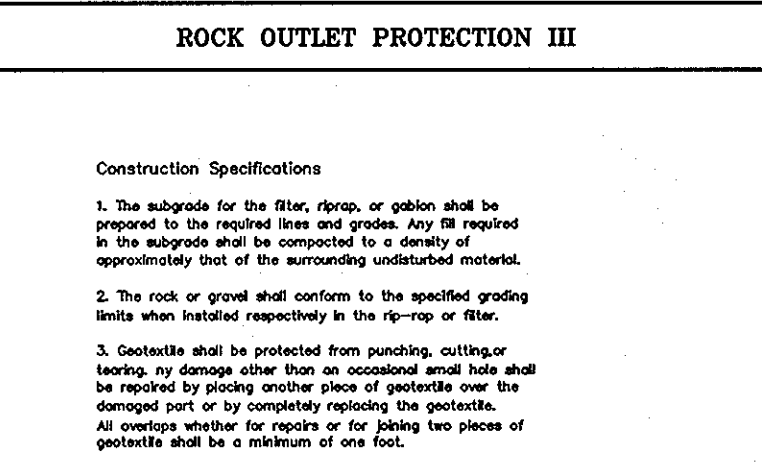 ROCK OUTLET PROTECTION III
Construction Specifications
1. The subgrade for the filter, riprap, or gabion shall be
prepared to the required lines and grades. Any fill required
in the subgrade shall be compacted to a density of
approximately that of the surrounding undisturbed material.
2. The rock or gravel shall conform to the specified grading
limits when installed respectively in the rip-rap or filter.
3. Geotextile shall be protected from punching, cutting,or
tearing. ny damage other than an occasional small hole shall
be repaired by placing another piece of geotextile over the
damaged part or by completely replacing the geotextile.
All overlaps whether for repairs or for joining two pieces of
geotextile shall be a minimum of one foot.